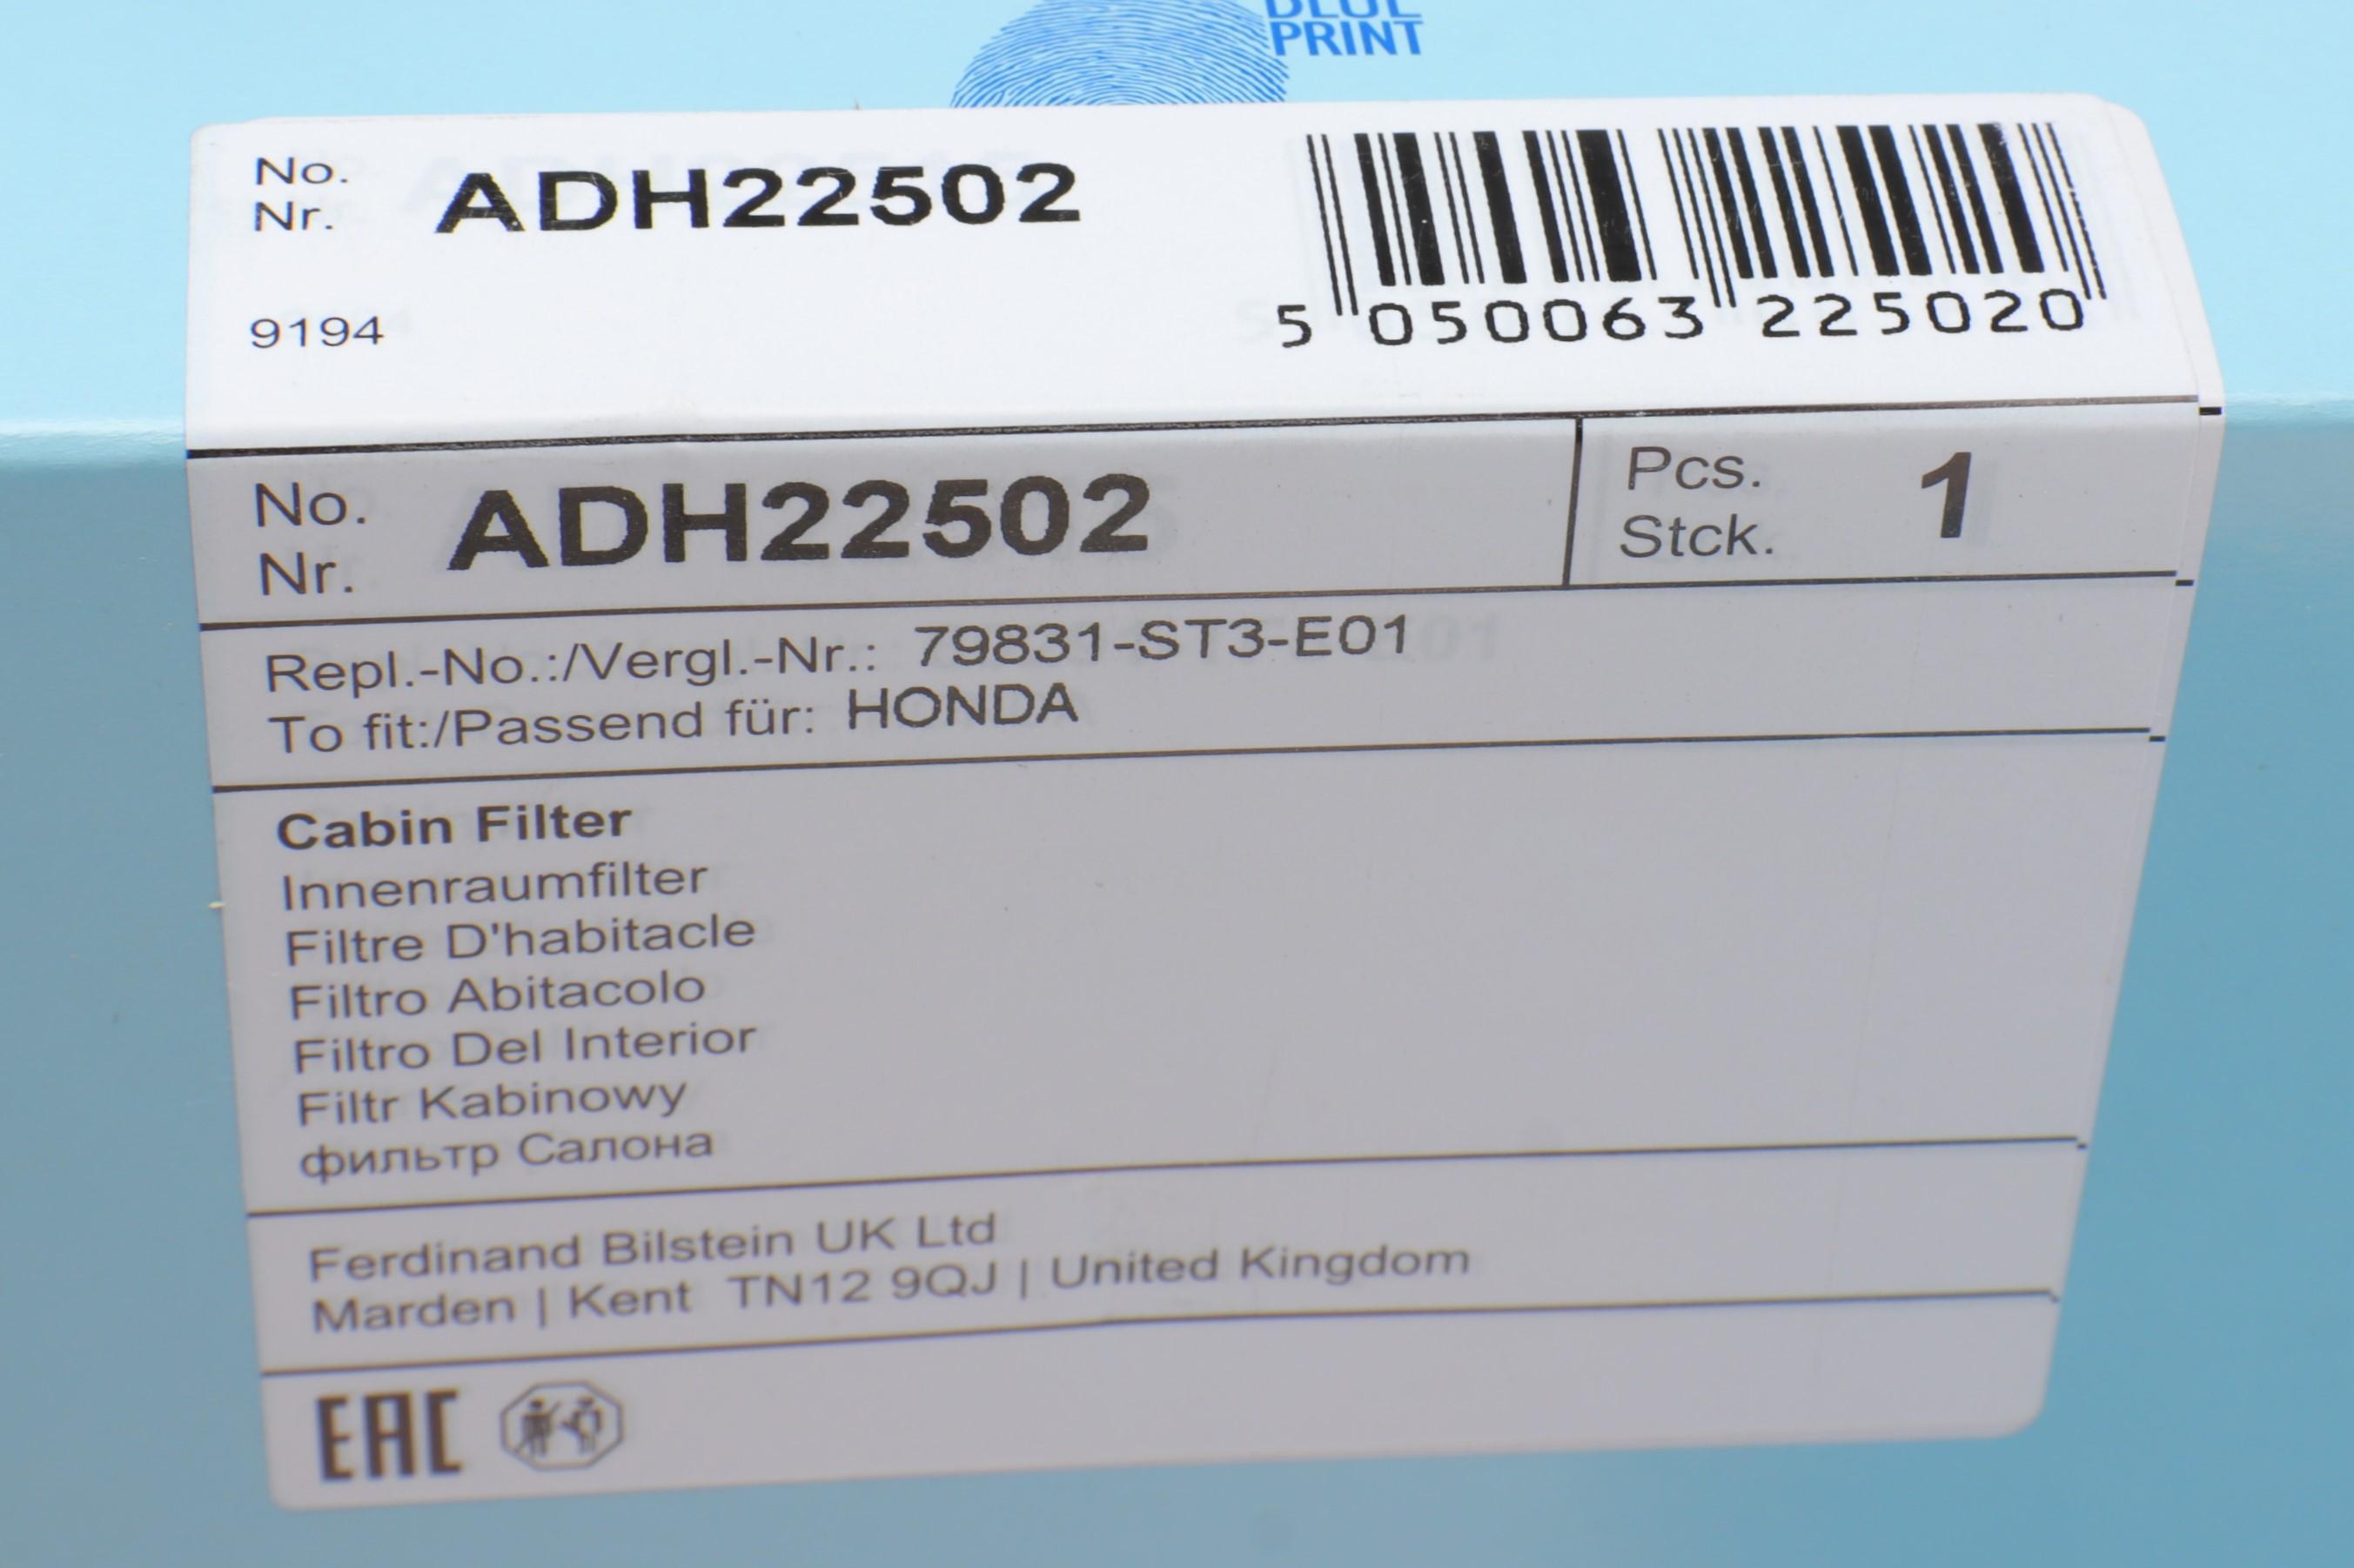 BLUE
PRINT
No.
Nr.
ADH22502
5 050063 225020
9194
No.
Nr.
ADH22502
Pcs.
Stck.
1
Repl.-No.:/Vergl.-Nr.: 79831-ST3-E01
To fit:/Passend für: HONDA
Cabin Filter
Innenraumfilter
Filtre D'habitacle
Filtro Abitacolo
Filtro Del Interior
Filtr Kabinowy
фильтр Салона
Ferdinand Bilstein UK Ltd
Marden | Kent TN12 9QJ | United Kingdom
EAC